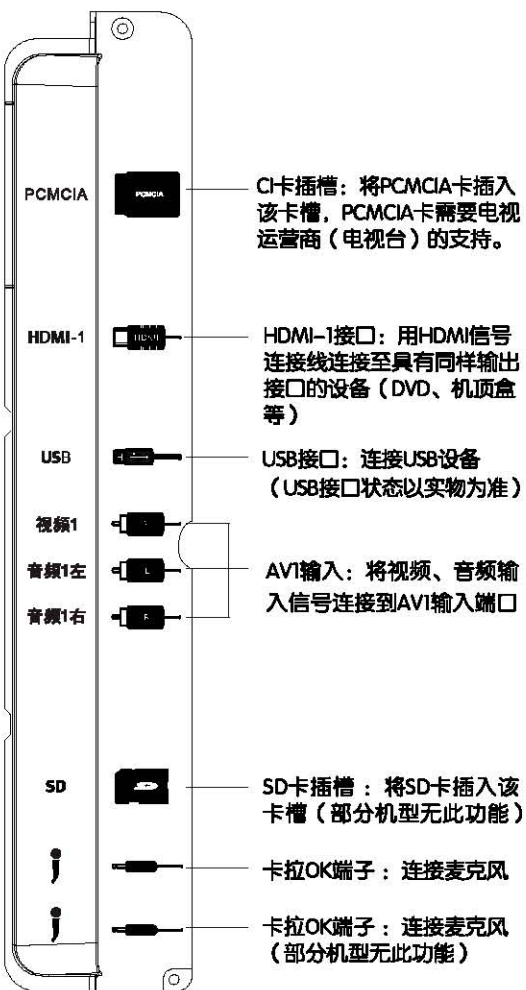 PCMCIA
PCMCIA
CI卡插槽：将PCMCIA卡插入
该卡槽，PCMCIA卡需要电视
运营商（电视台）的支持。
HDMI-1
HDMI
HDMI-1接口：用HDMI信号
连接线连接至具有同样输出
接口的设备（DVD、机顶盒
等）
USB
USB接口：连接USB设备
（USB接口状态以实物为准）
视频1
音频1左
L
音频1右
R
AV1输入：将视频、音频输
入信号连接到AV1输入端口
SD
SD卡插槽：将SD卡插入该
卡槽（部分机型无此功能）
卡拉OK端子：连接麦克风
卡拉OK端子：连接麦克风
（部分机型无此功能）